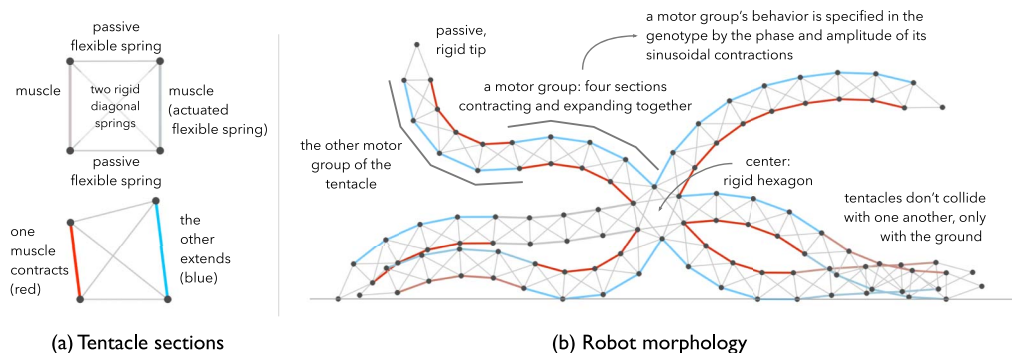 passive
flexible spring
muscle
two rigid
diagonal
springs
muscle
(actuated
flexible spring)
passive
flexible spring
one
muscle
contracts
(red)
the
other
extends
(blue)
(a) Tentacle sections
passive,
rigid tip
a motor group's behavior is specified in the
genotype by the phase and amplitude of its
sinusoidal contractions
a motor group: four sections
contracting and expanding together
the other motor
group of the
tentacle
center:
rigid hexagon
tentacles don't collide
with one another, only
with the ground
(b) Robot morphology